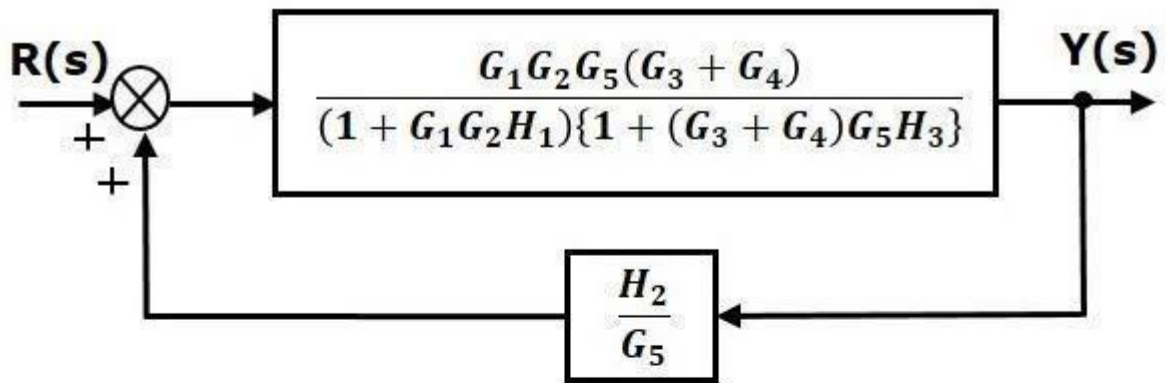 R(s)
Y(s)
G₁G₂G₅(G₃ + G₄)
(1 + G₁G₂H₁){1 + (G₃ + G₄)G₅H₃}
+
+
H₂
G₅